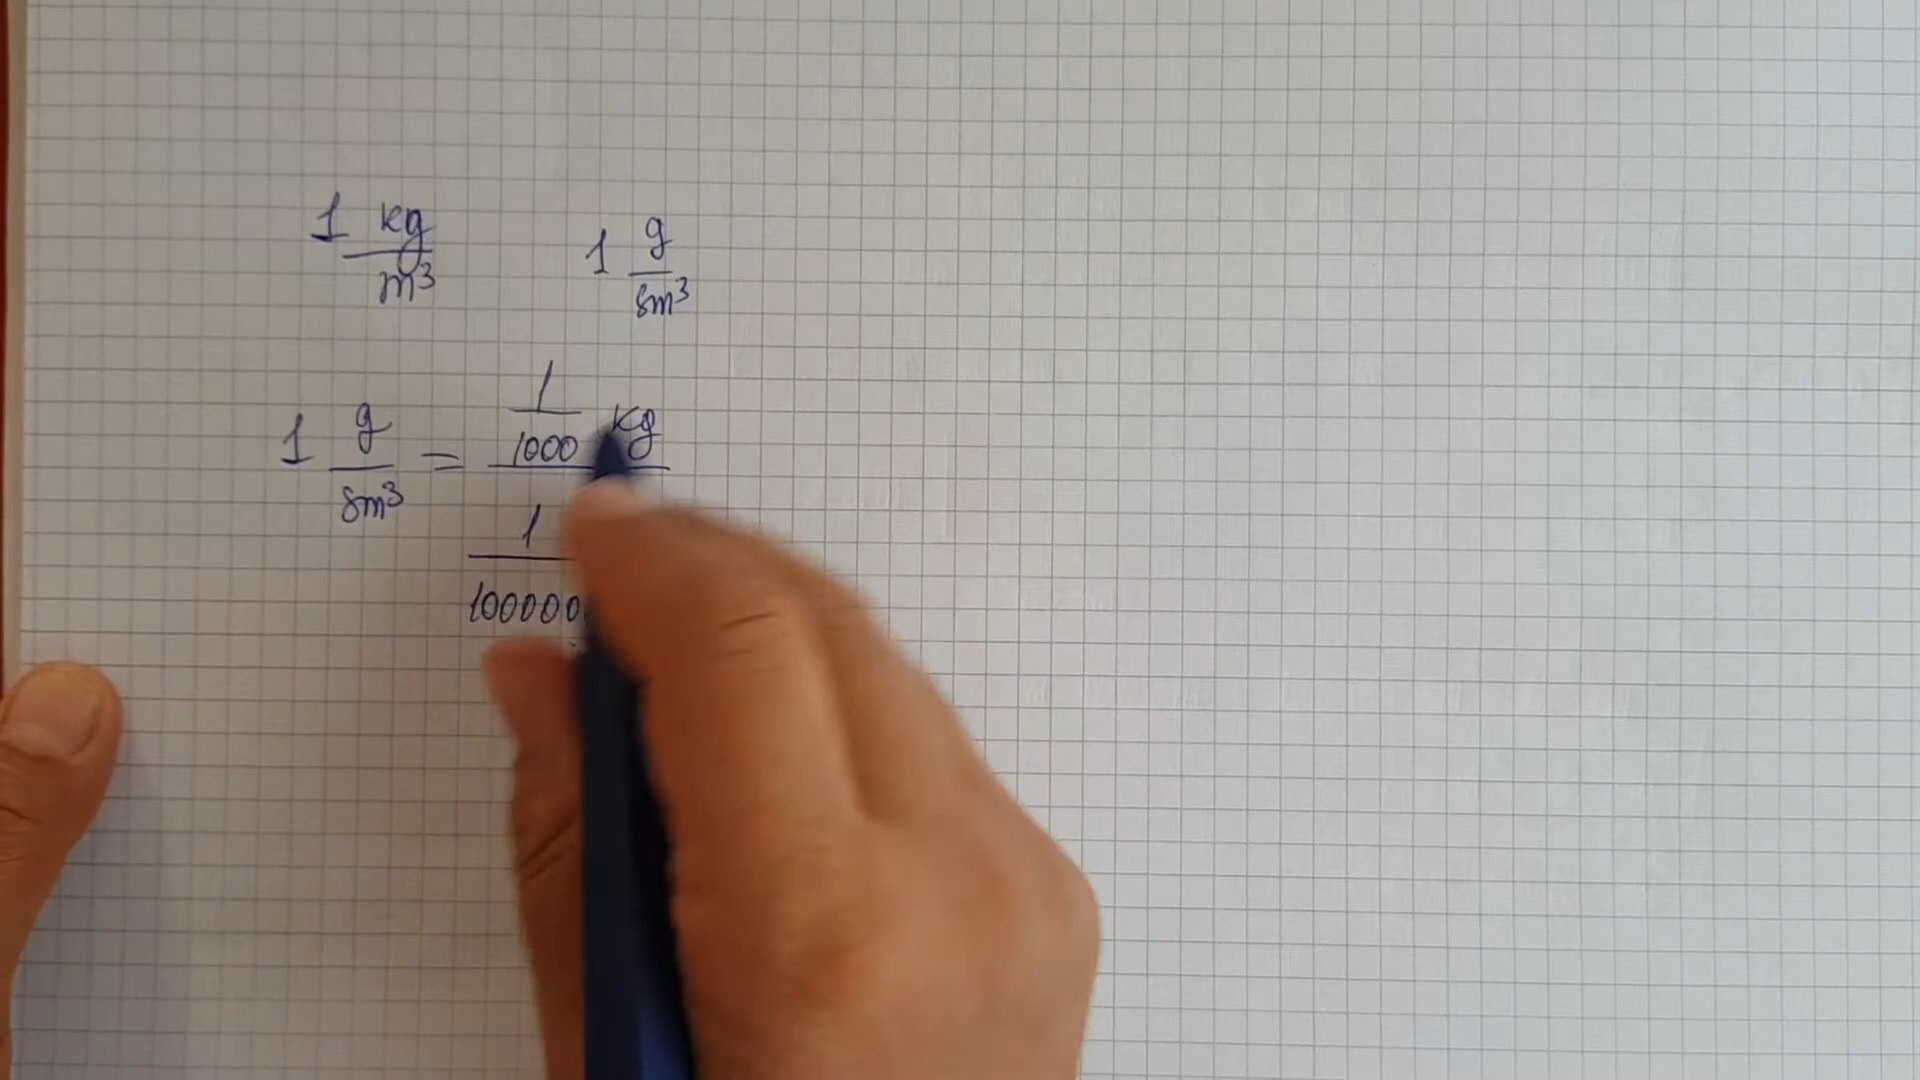 1 kg/m³ 1 g/sm³
1 g/sm³ = 1/1000 kg
1/100000